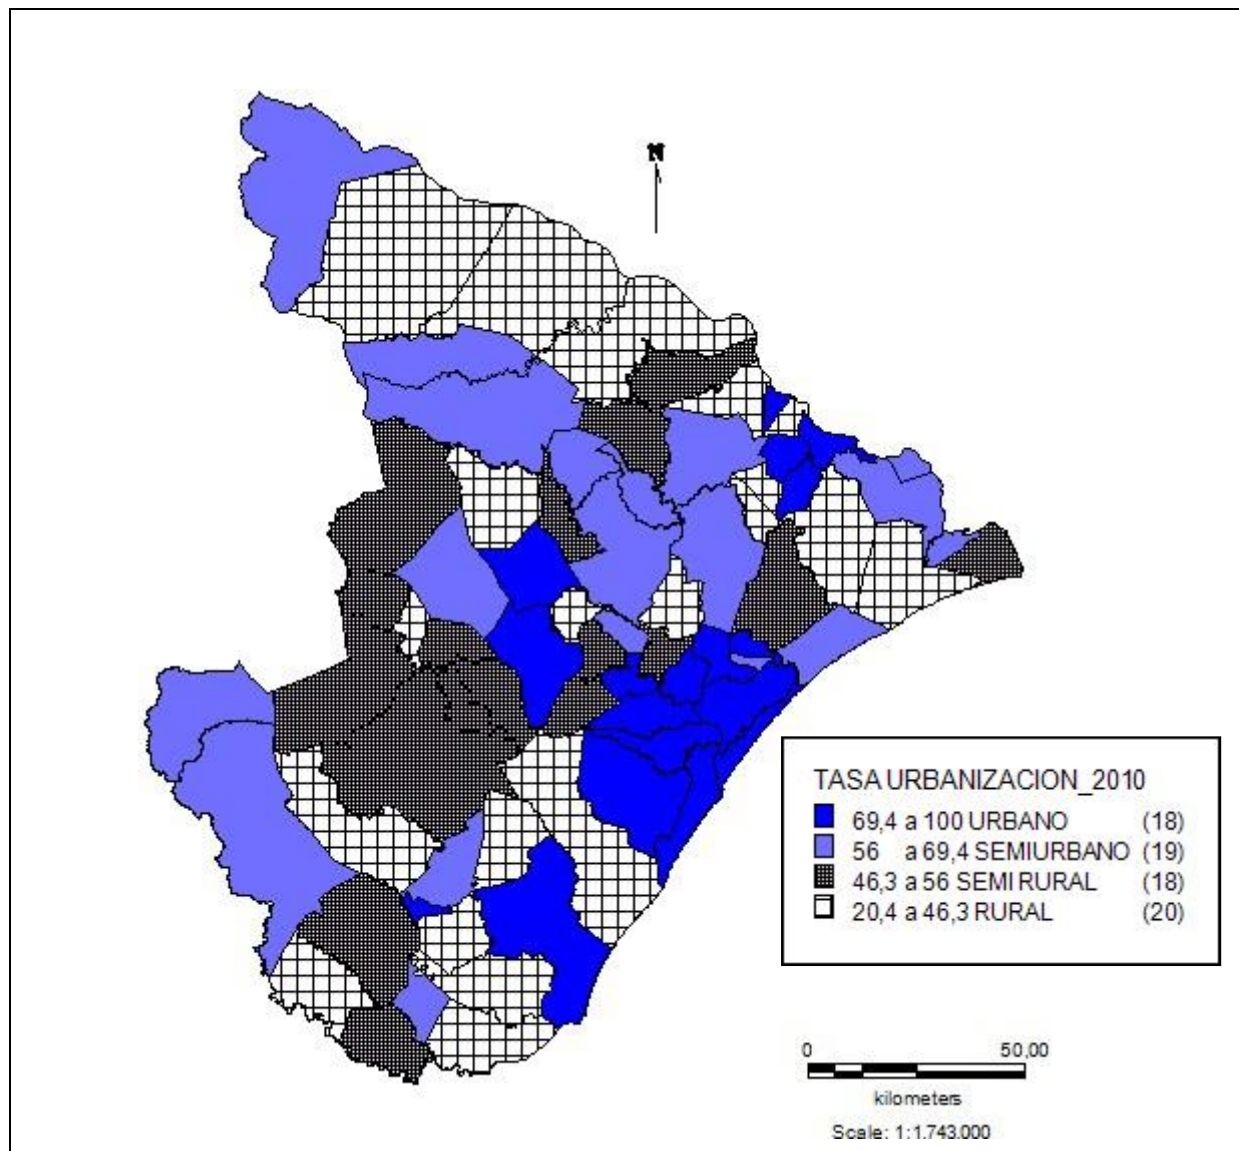 N
TASA URBANIZACION_2010
69,4 a 100 URBANO (18)
56 a 69,4 SEMIURBANO (19)
46,3 a 56 SEMI RURAL (18)
20,4 a 46,3 RURAL (20)
0 50,00
kilometers
Scale: 1:1.743.000